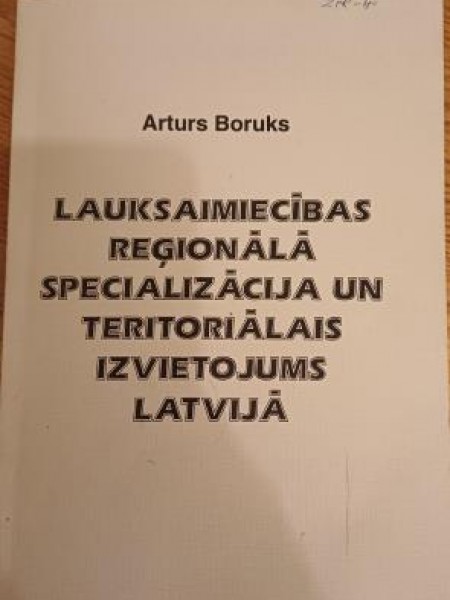 Arturs Boruks
LAUKSAIMIECĪBAS
REĢIONĀLĀ
SPECIALIZĀCIJA UN
TERITORIĀLAIS
IZVIETOJUMS
LATVIJĀ